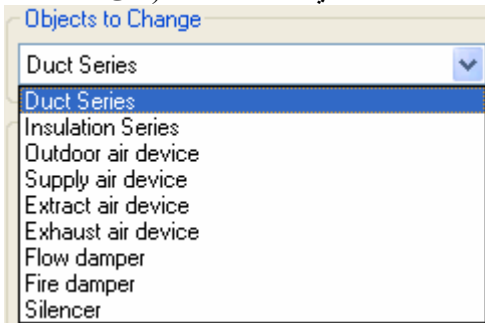 Objects to Change
Duct Series
Duct Series
Insulation Series
Outdoor air device
Supply air device
Extract air device
Exhaust air device
Flow damper
Fire damper
Silencer